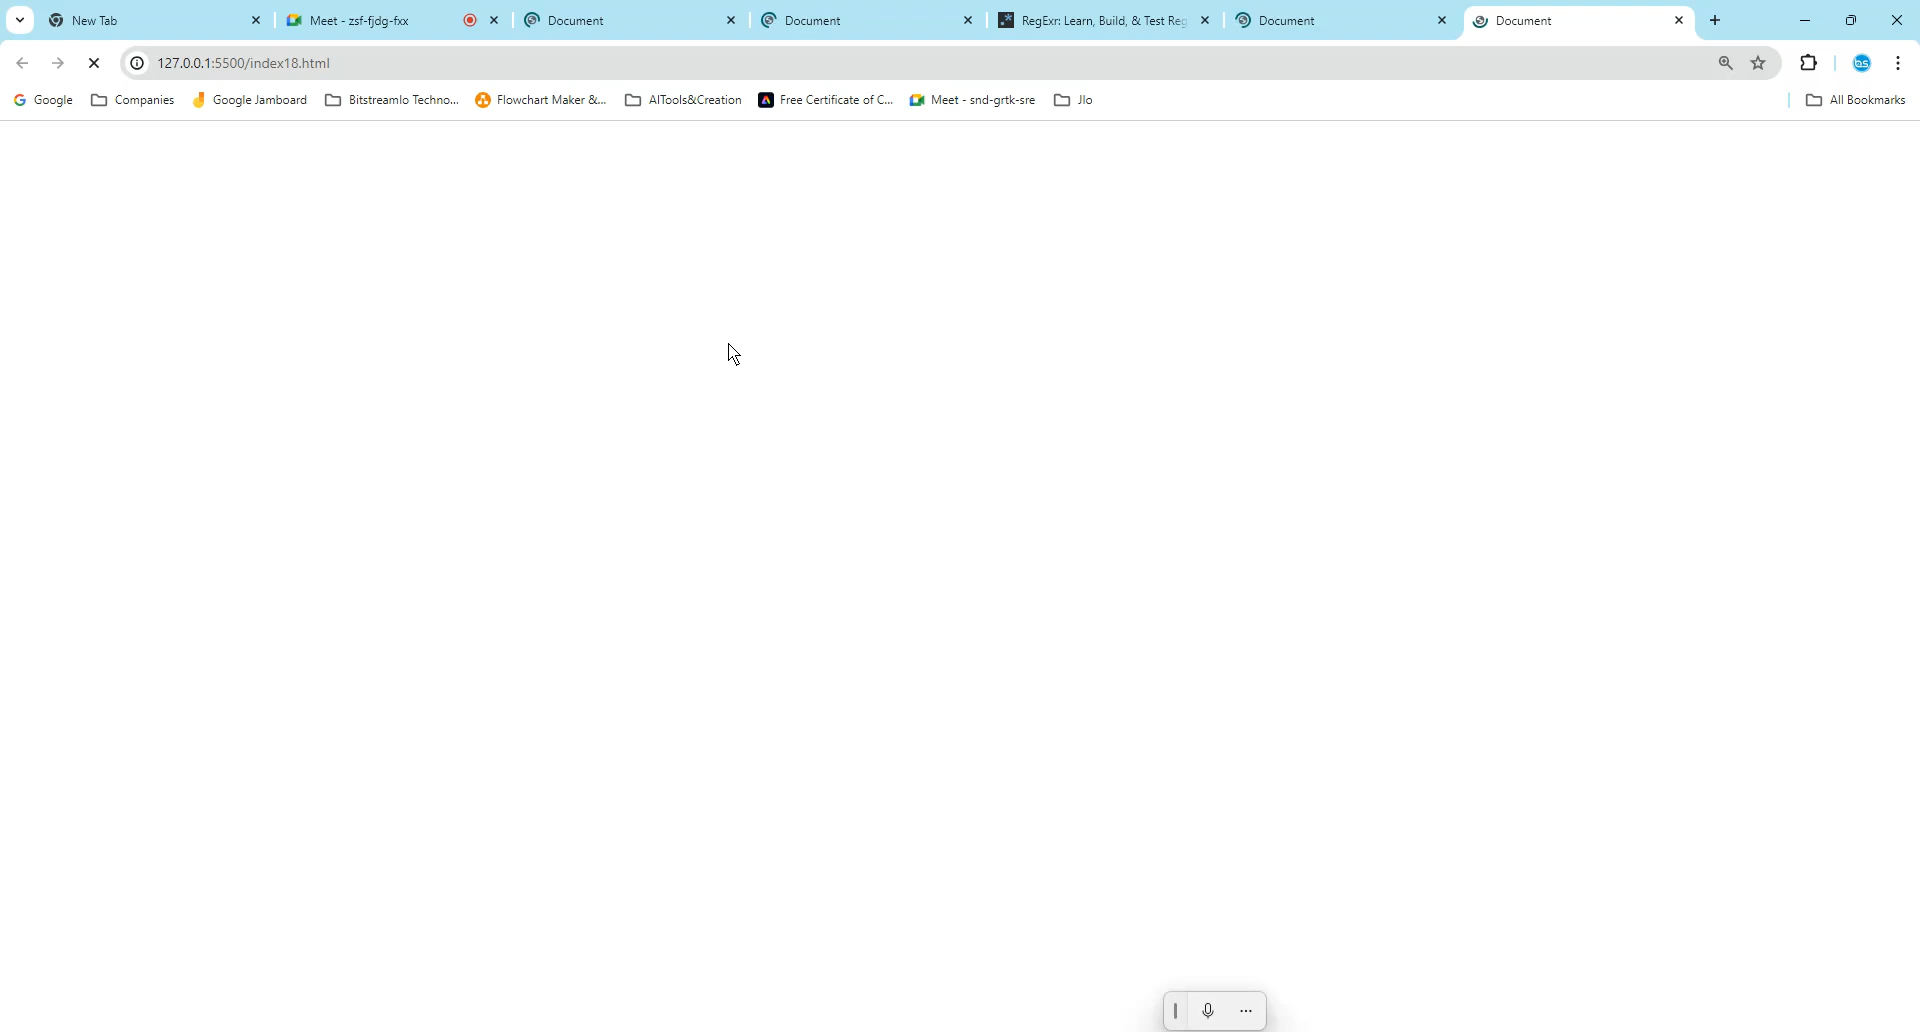 New Tab
Meet - zsf-fjdg-fxx
Document
Document
RegExr: Learn, Build, & Test Reg
Document
Document
127.0.0.1:5500/index18.html
Google
Companies
Google Jamboard
Bitstreamlo Techno...
Flowchart Maker &...
AITools&Creation
Free Certificate of C...
Meet - snd-grtk-sre
JIo
All Bookmarks